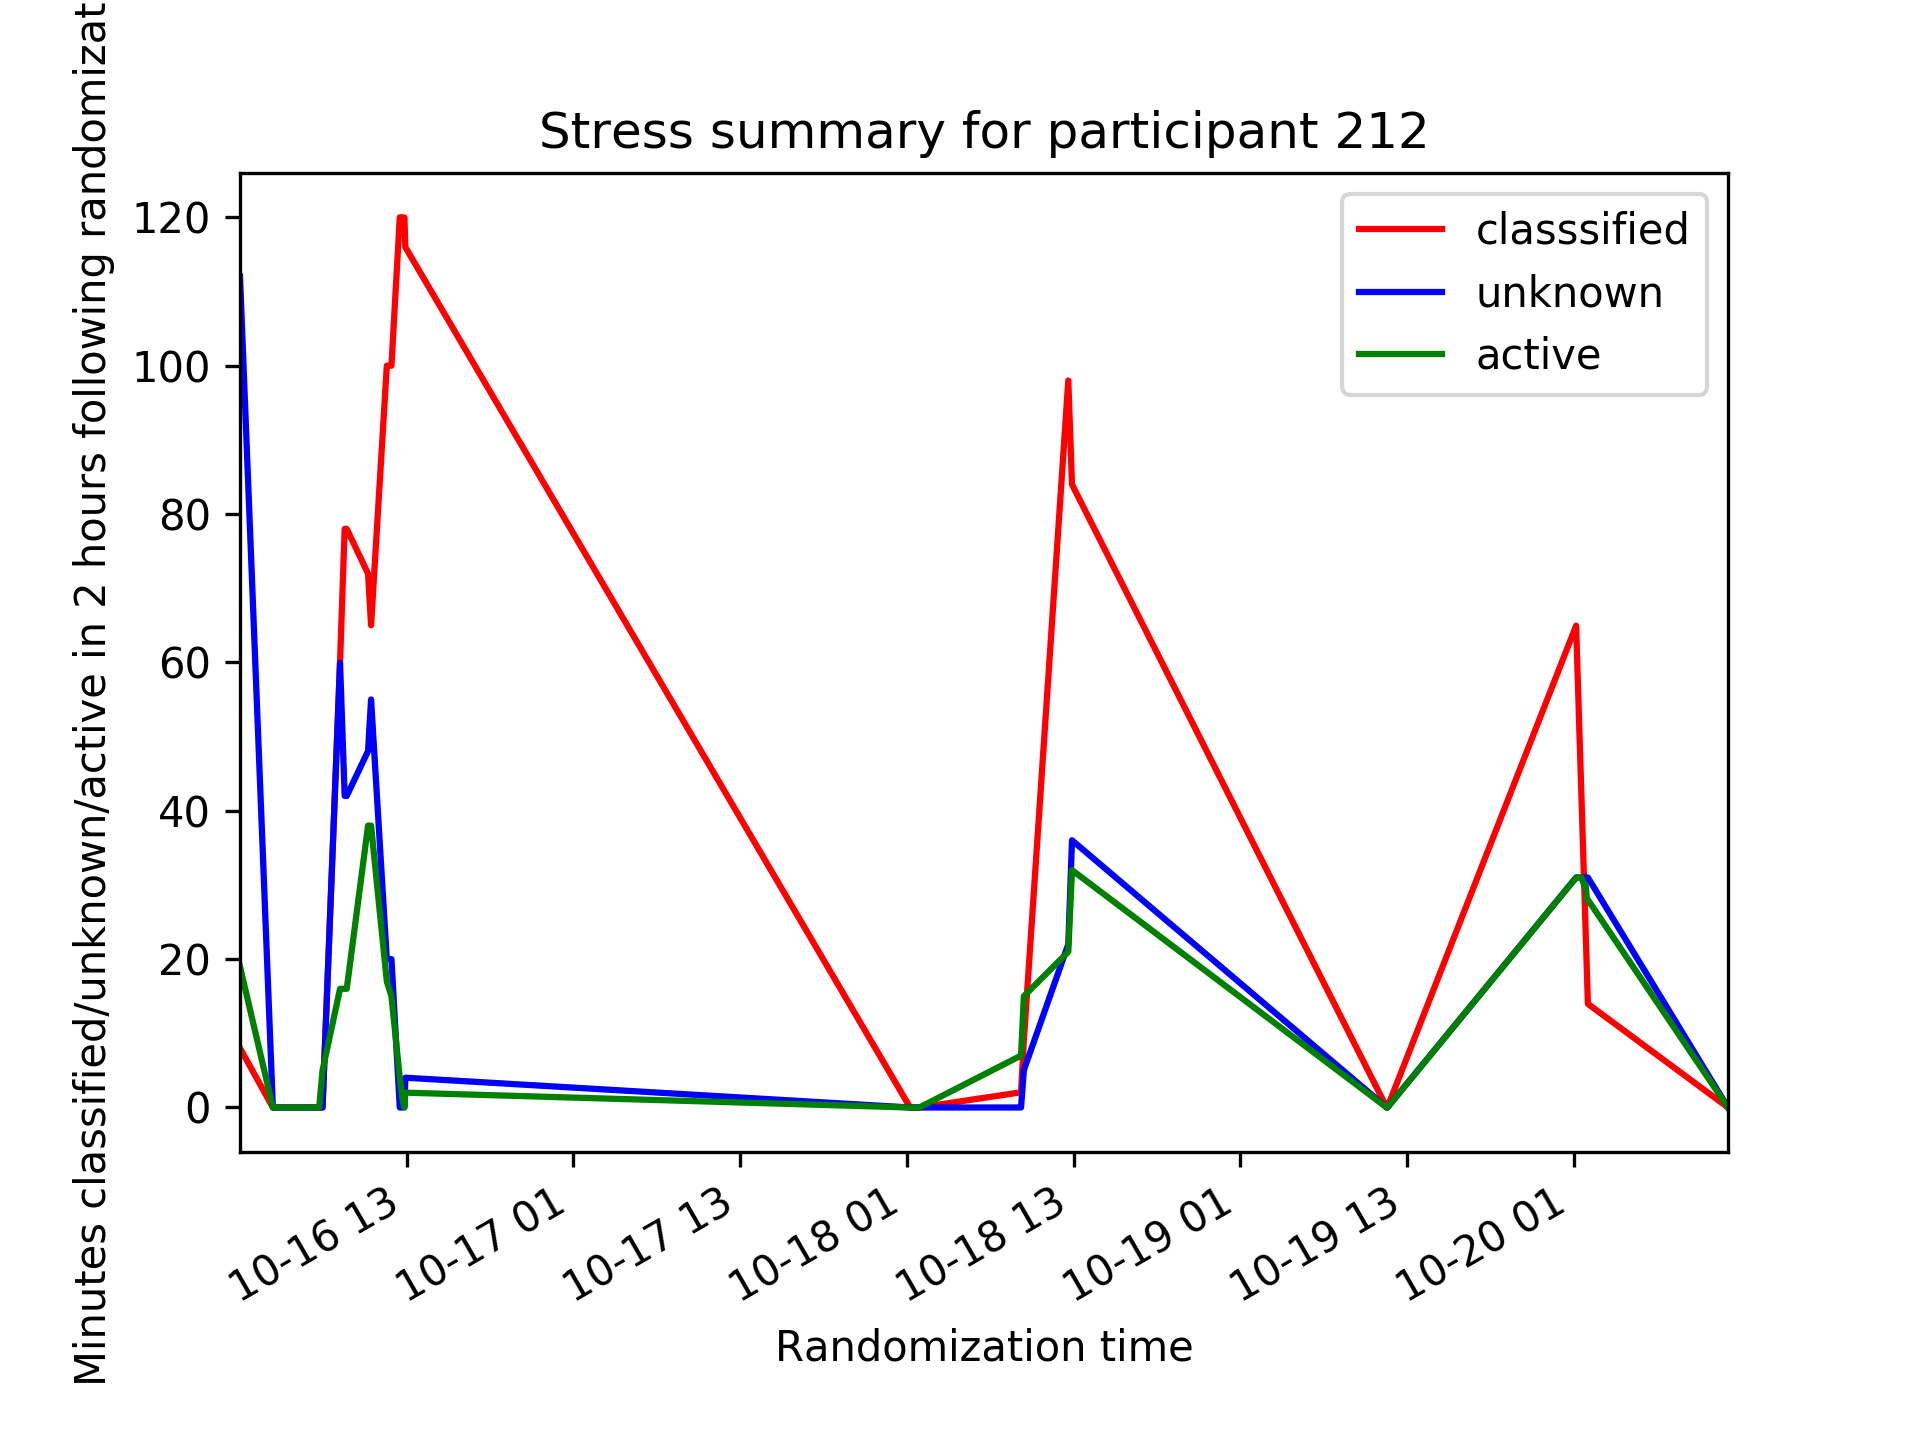 Stress summary for participant 212
Minutes classified/unknown/active in 2 hours following randomizat
120
100
80
60
40
20
0
classsified
unknown
active
10-16 13
10-17 01
10-17 13
10-18 01
10-18 13
10-19 01
10-19 13
10-20 01
Randomization time